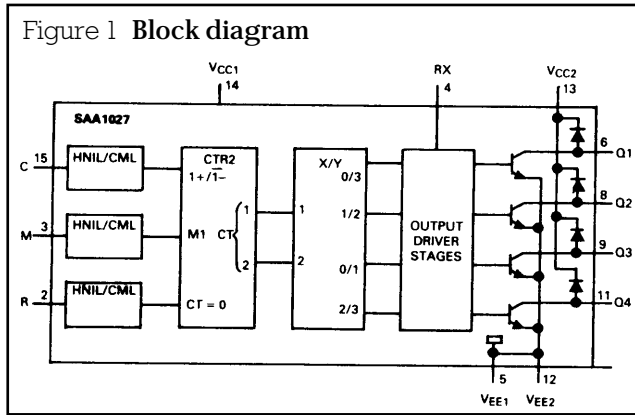 Figure 1 Block diagram
VCC1
14
RX
4
VCC2
13
SAA1027
C 15 HNIL/CML
M 3 HNIL/CML
R 2 HNIL/CML
CTR2
1+/1-
M1 CT { 1
2
CT = 0
X/Y
0/3
1 1/2
2 0/1
2/3
OUTPUT
DRIVER
STAGES
6 Q1
8 Q2
9 Q3
11 Q4
5 12
VEE1 VEE2